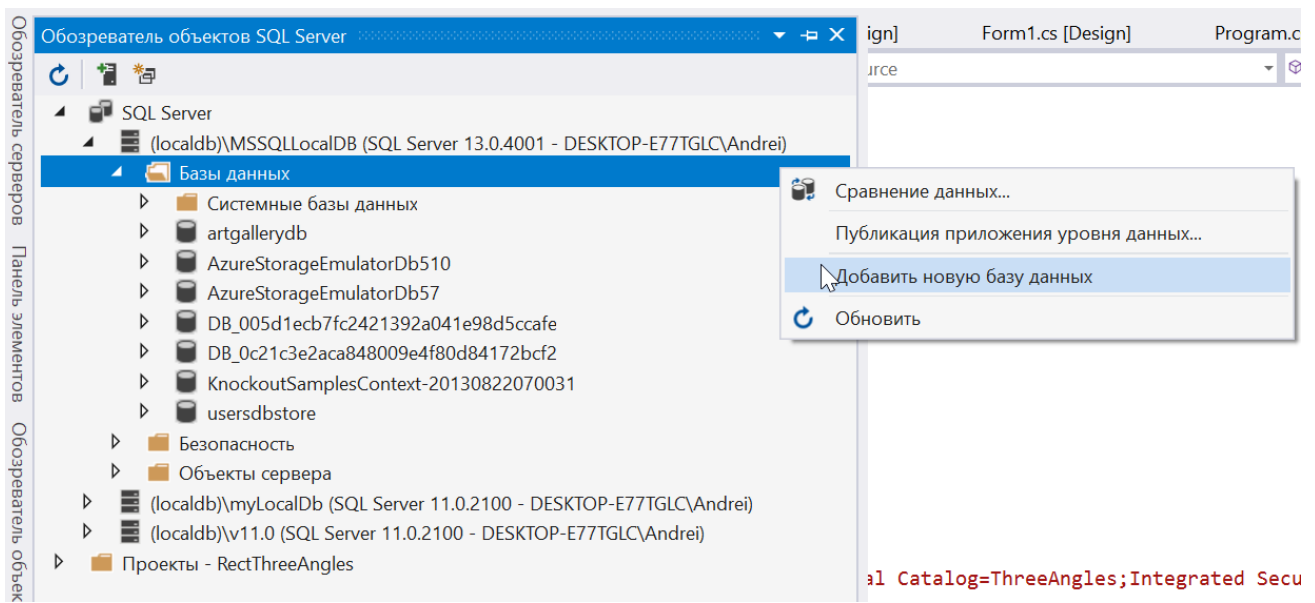 Обозреватель серверов
Панель элементов
Обозреватель объек
Обозреватель объектов SQL Server
SQL Server
(localdb)\MSSQLLocalDB (SQL Server 13.0.4001 - DESKTOP-E77TGLC\Andrei)
Базы данных
Системные базы данных
artgallerydb
AzureStorageEmulatorDb510
AzureStorageEmulatorDb57
DB_005d1ecb7fc2421392a041e98d5ccafe
DB_0c21c3e2aca848009e4f80d84172bcf2
KnockoutSamplesContext-20130822070031
usersdbstore
Безопасность
Объекты сервера
(localdb)\myLocalDb (SQL Server 11.0.2100 - DESKTOP-E77TGLC\Andrei)
(localdb)\v11.0 (SQL Server 11.0.2100 - DESKTOP-E77TGLC\Andrei)
Проекты - RectThreeAngles
ign] Form1.cs [Design] Program.c
urce
Сравнение данных...
Публикация приложения уровня данных...
Добавить новую базу данных
Обновить
al Catalog=ThreeAngles;Integrated Secu